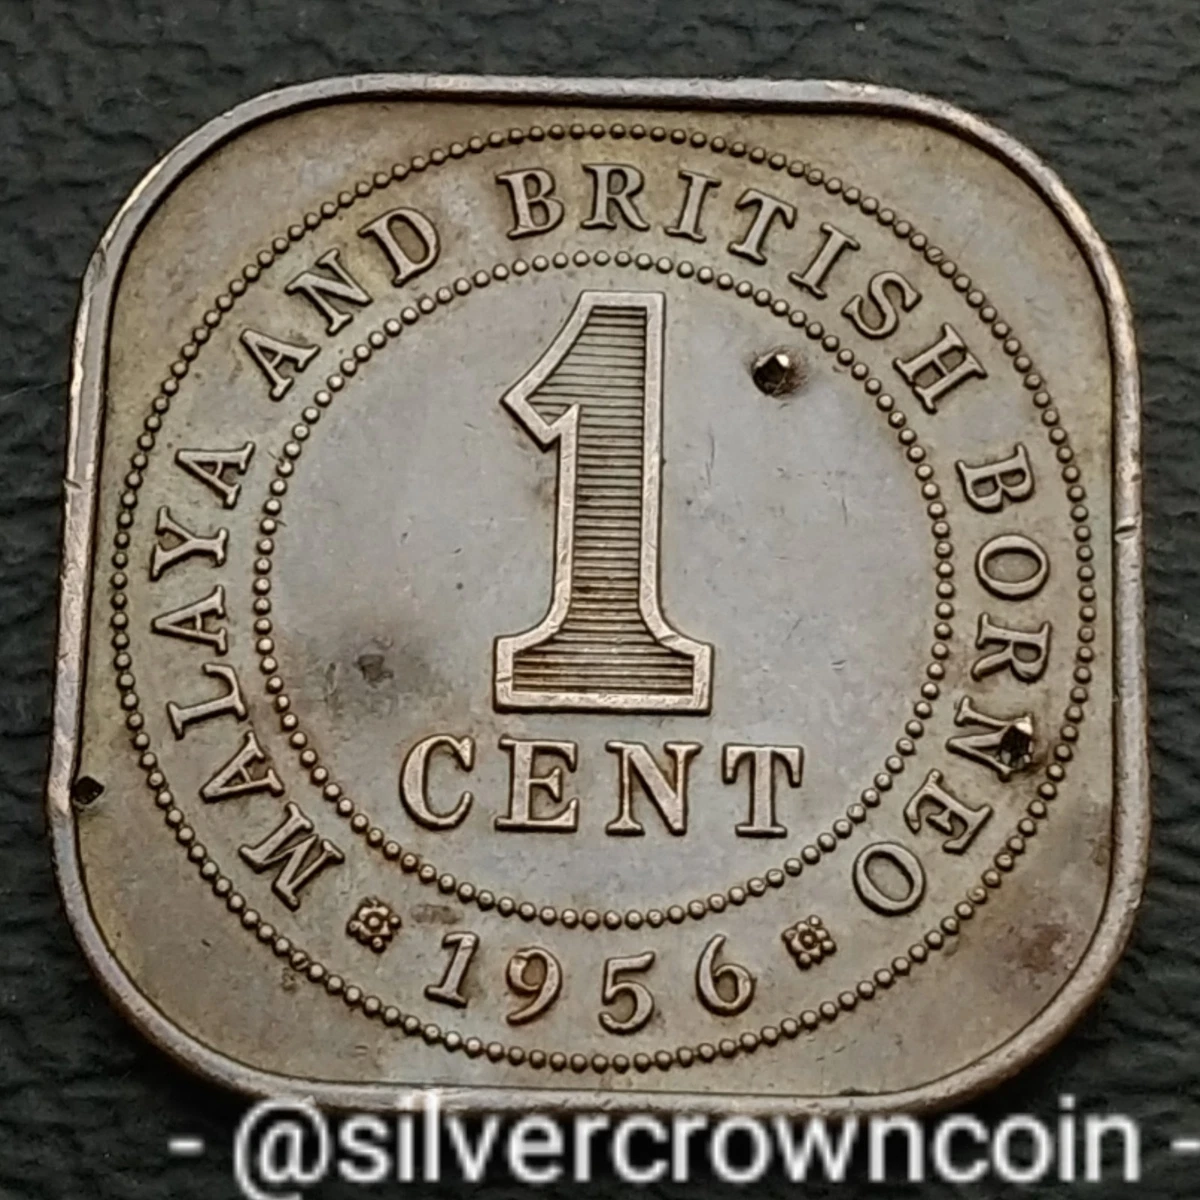 MALAYA AND BRITISH BORNEO
1
CENT
1956
- @silvercrowncoin -